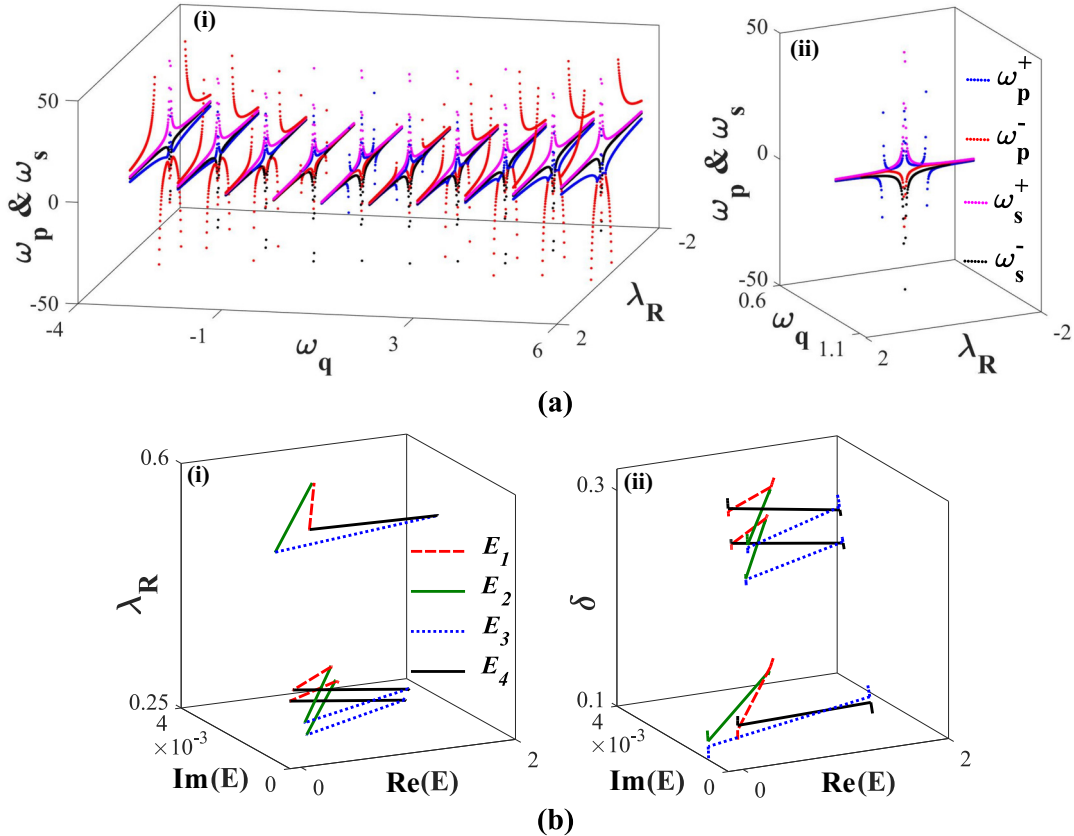 (i)
50
0
-50
ω_p & ω_s
-4
-1
3
6
ω_q
2
-2
λ_R
(ii)
50
0
-50
ω_p & ω_s
0.6
1.1
ω_q
2
-2
λ_R
ω_p^+
ω_p^-
ω_s^+
ω_s^-
(a)
(i)
0.6
0.25
λ_R
4
×10^-3
0
Im(E)
0
2
Re(E)
E_1
E_2
E_3
E_4
(ii)
0.3
0.1
δ
4
×10^-3
0
Im(E)
0
2
Re(E)
(b)